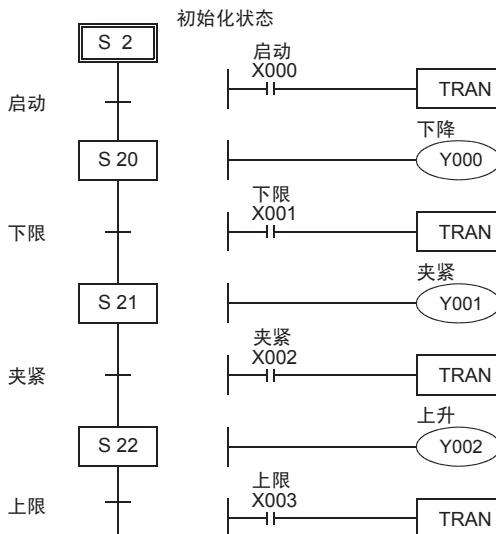 初始化状态
S 2
启动
启动
X000
TRAN
S 20
下降
Y000
下限
下限
X001
TRAN
S 21
夹紧
Y001
夹紧
夹紧
X002
TRAN
S 22
上升
Y002
上限
上限
X003
TRAN